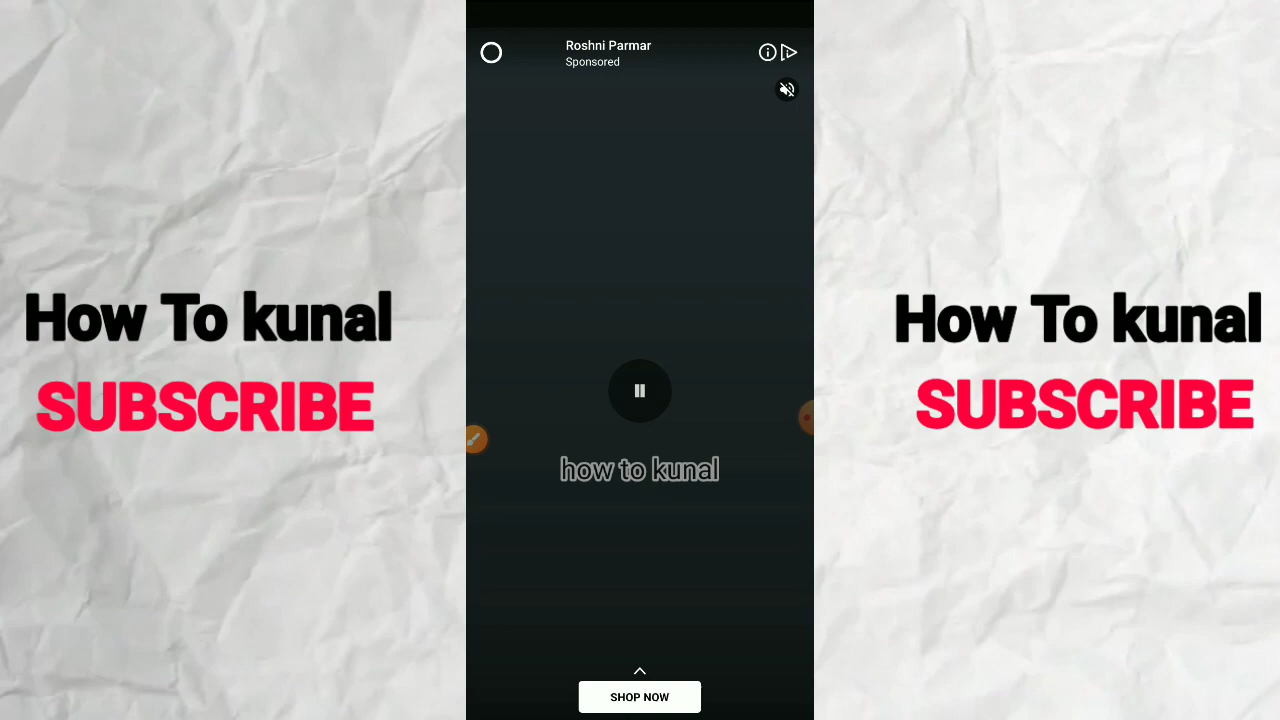 Roshni Parmar
Sponsored
How To kunal
SUBSCRIBE
how to kunal
How To kunal
SUBSCRIBE
SHOP NOW